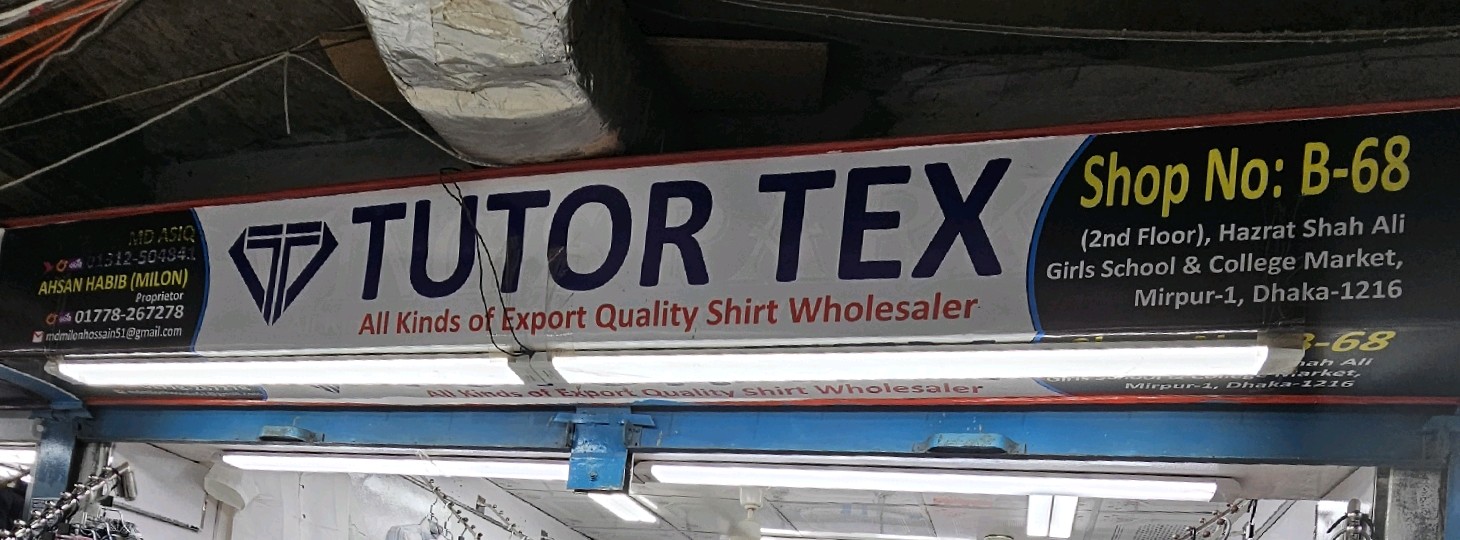 MD ASIQ
AHSAN HABIB (MILON)
Proprietor
01778-267278
mdmilonhossain51@gmail.com
TUTOR TEX
All Kinds of Export Quality Shirt Wholesaler
Shop No: B-68
(2nd Floor), Hazrat Shah Ali
Girls School & College Market,
Mirpur-1, Dhaka-1216
All Kinds of Export Quality Shirt Wholesaler
B-68
Mirpur-1, Dhaka-1216